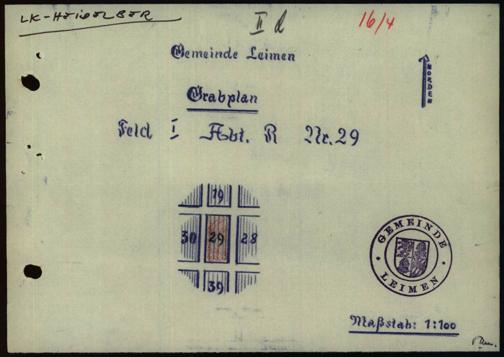 LK-HEIDELBER
II d
16/4
Gemeinde Leimen
NORDEN
Grabplan
Feld I Abt. R Nr. 29
19
30 29 28
39
GEMEINDE LEIMEN
Maßstab: 1:100